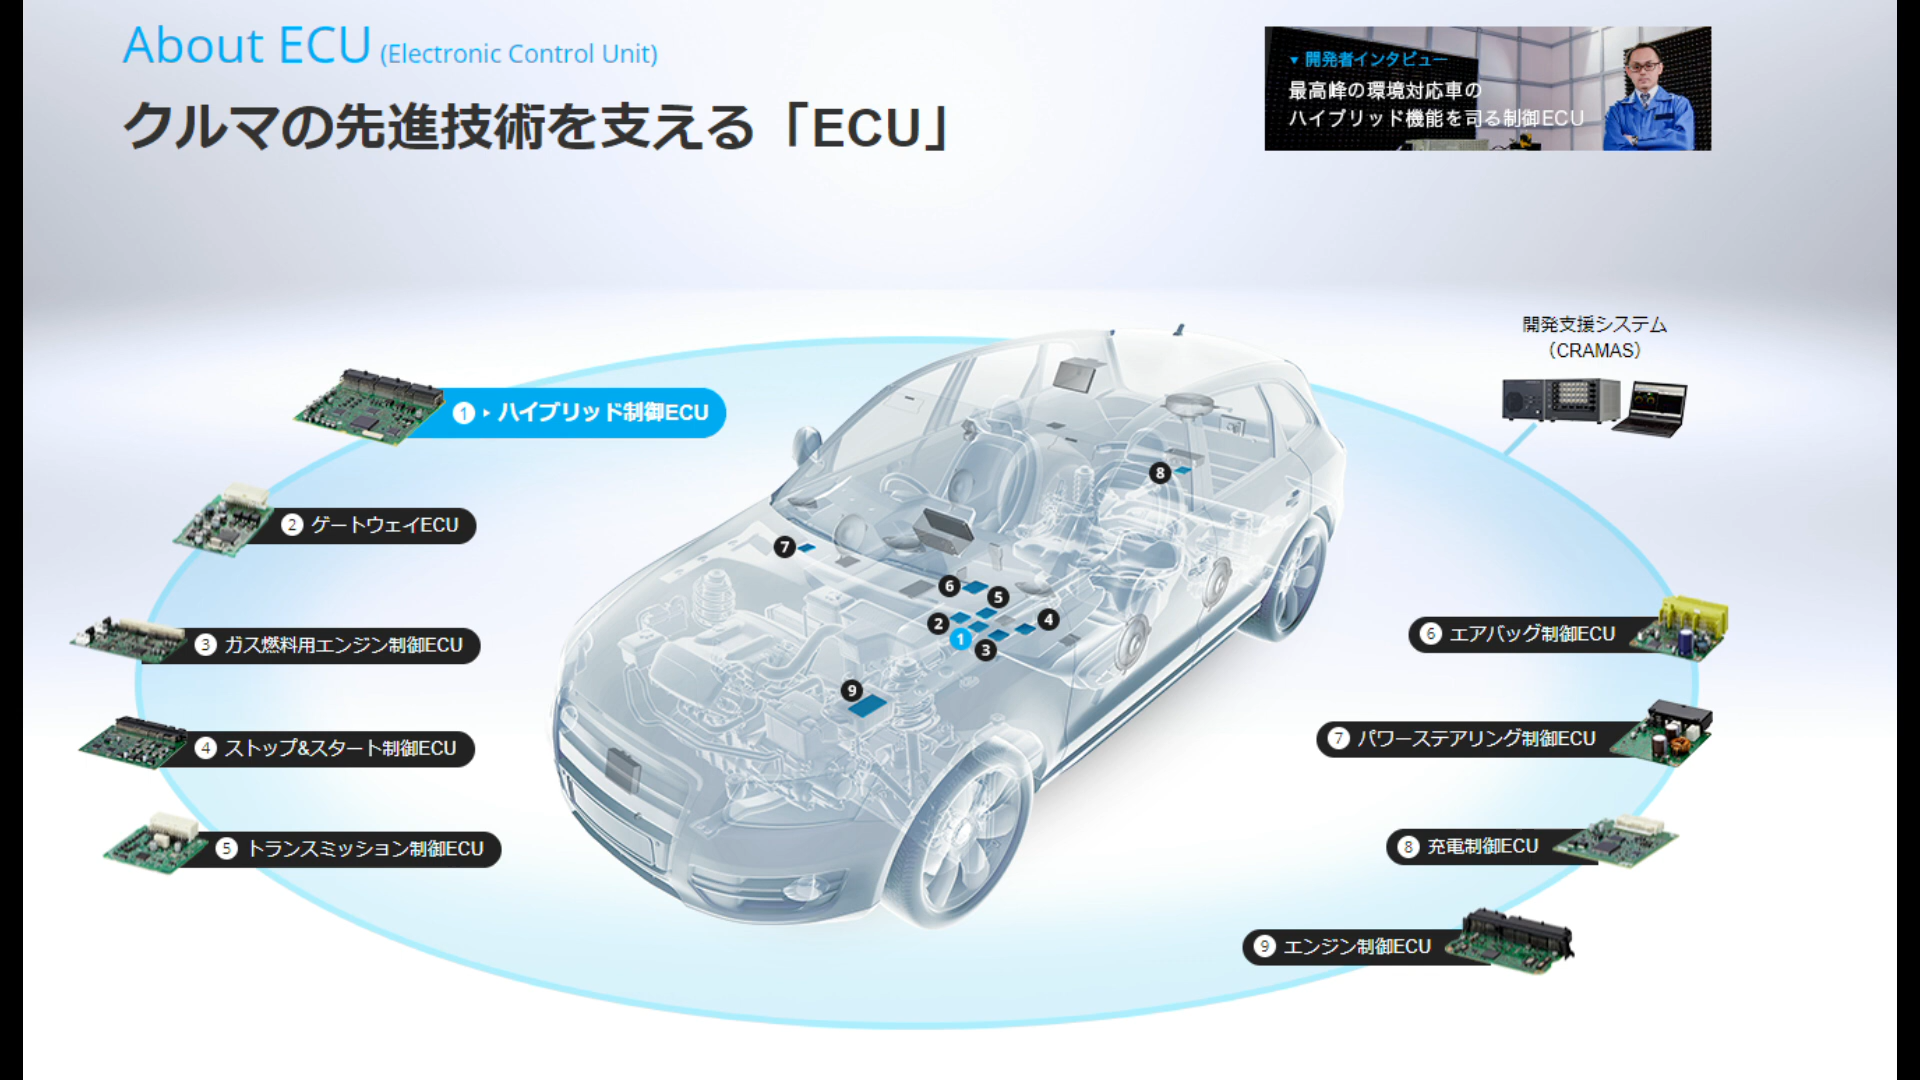 About ECU (Electronic Control Unit)
クルマの先進技術を支える「ECU」
▼ 開発者インタビュー
最高峰の環境対応車の
ハイブリッド機能を司る制御ECU
開発支援システム
（CRAMAS）
1 ▸ ハイブリッド制御ECU
2 ゲートウェイECU
3 ガス燃料用エンジン制御ECU
4 ストップ&スタート制御ECU
5 トランスミッション制御ECU
8
7
6
5
4
2
1
3
9
6 エアバッグ制御ECU
7 パワーステアリング制御ECU
8 充電制御ECU
9 エンジン制御ECU